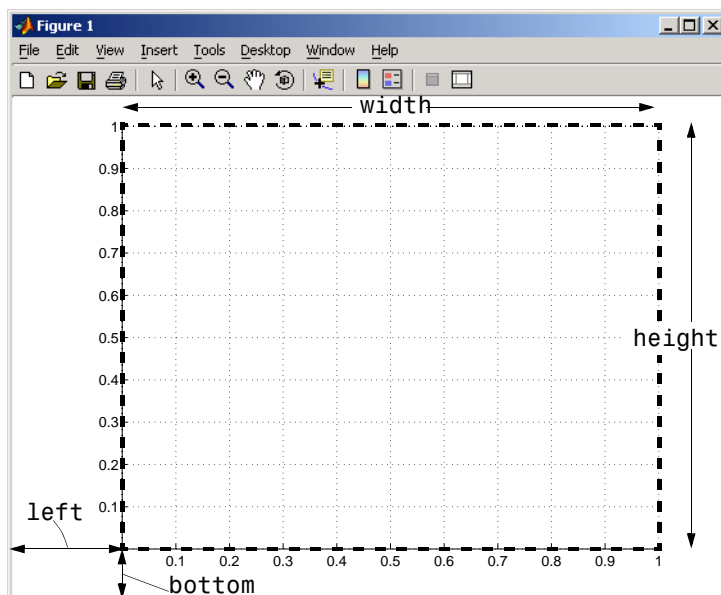 Figure 1
File Edit View Insert Tools Desktop Window Help
width
1
0.9
0.8
0.7
0.6
0.5
height
0.4
0.3
0.2
0.1
left
0.1 0.2 0.3 0.4 0.5 0.6 0.7 0.8 0.9 1
bottom